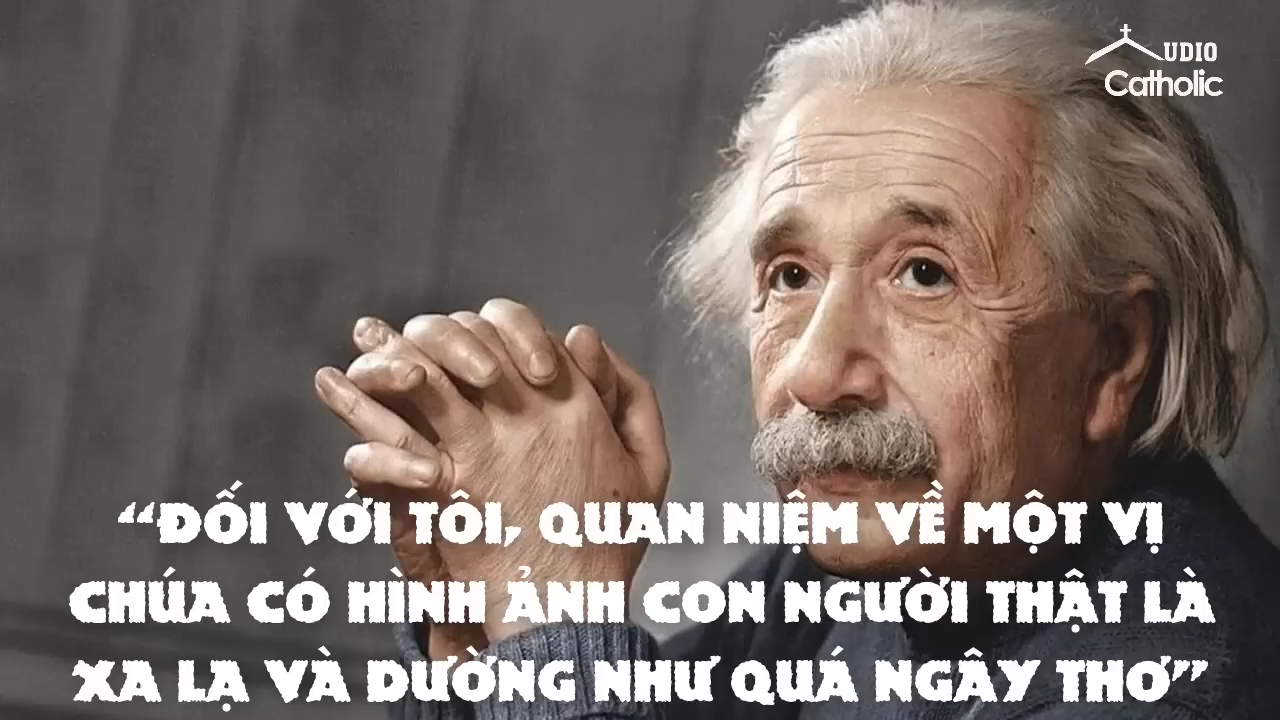 UDIO
Catholic
“ĐỐI VỚI TÔI, QUAN NIỆM VỀ MỘT VỊ
CHÚA CÓ HÌNH ẢNH CON NGƯỜI THẬT LÀ
XA LẠ VÀ DƯỜNG NHƯ QUÁ NGÂY THƠ”